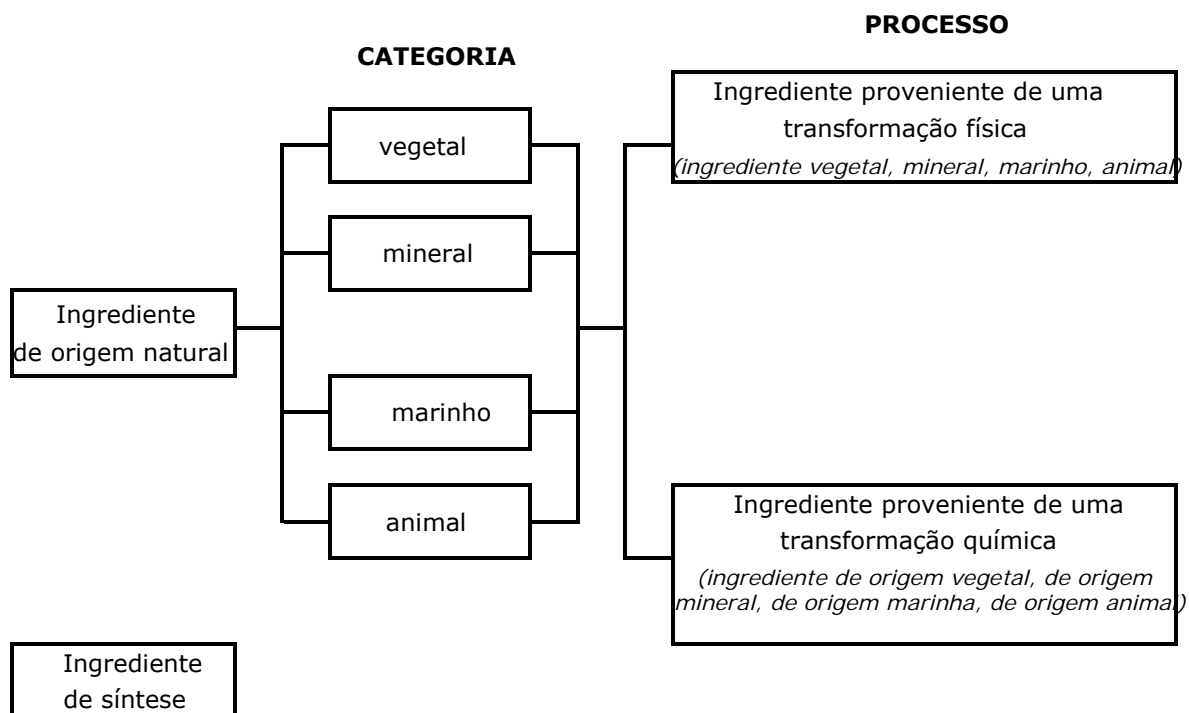 PROCESSO
CATEGORIA
Ingrediente proveniente de uma
transformação física
(ingrediente vegetal, mineral, marinho, animal)
vegetal
mineral
Ingrediente
de origem natural
marinho
animal
Ingrediente proveniente de uma
transformação química
(ingrediente de origem vegetal, de origem
mineral, de origem marinha, de origem animal)
Ingrediente
de síntese